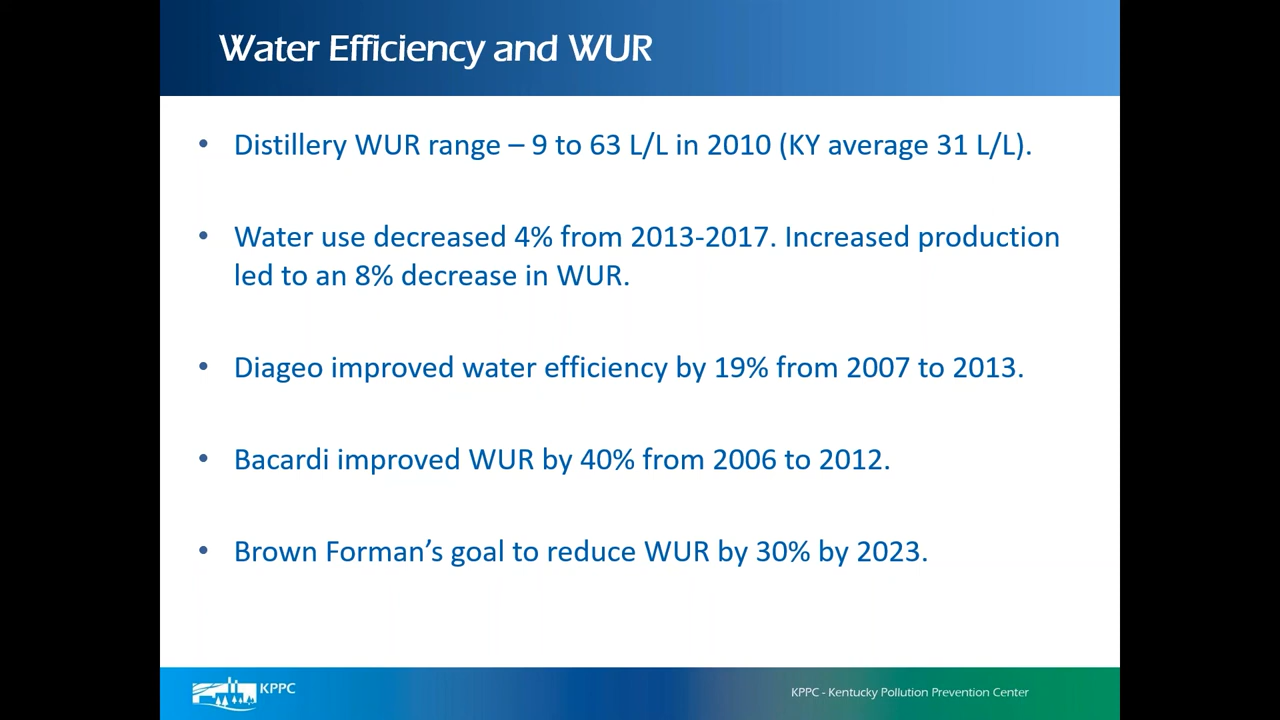 Water Efficiency and WUR
• Distillery WUR range – 9 to 63 L/L in 2010 (KY average 31 L/L).
• Water use decreased 4% from 2013-2017. Increased production
led to an 8% decrease in WUR.
• Diageo improved water efficiency by 19% from 2007 to 2013.
• Bacardi improved WUR by 40% from 2006 to 2012.
• Brown Forman’s goal to reduce WUR by 30% by 2023.
KPPC
KPPC - Kentucky Pollution Prevention Center